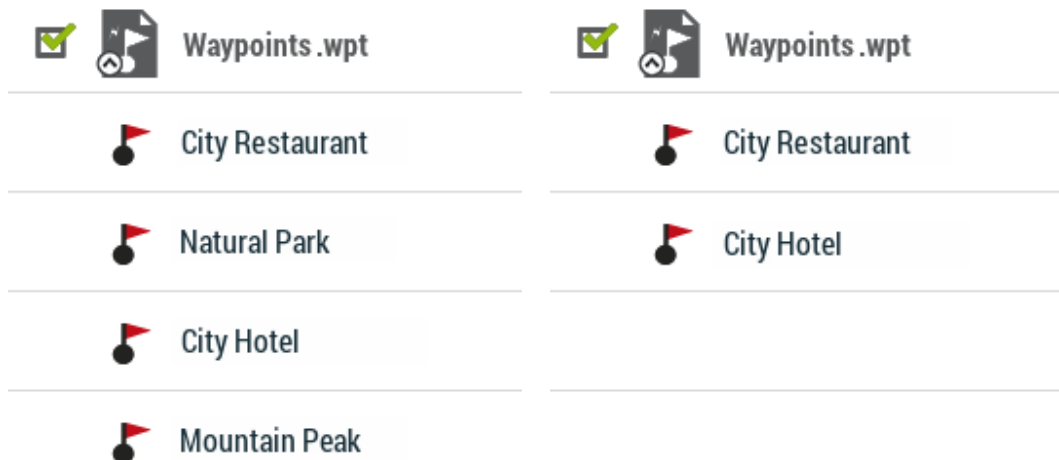 Waypoints.wpt
City Restaurant
Natural Park
City Hotel
Mountain Peak
Waypoints.wpt
City Restaurant
City Hotel